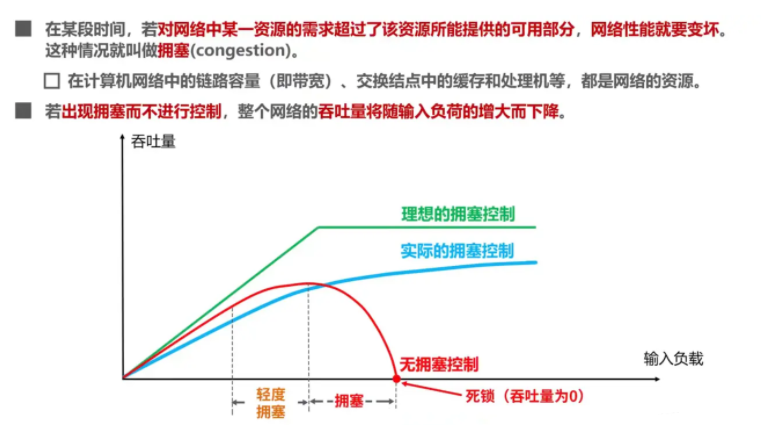 在某段时间，若对网络中某一资源的需求超过了该资源所能提供的可用部分，网络性能就要变坏。
这种情况就叫做拥塞(congestion)。
在计算机网络中的链路容量（即带宽）、交换结点中的缓存和处理机等，都是网络的资源。
若出现拥塞而不进行控制，整个网络的吞吐量将随输入负荷的增大而下降。
吞吐量
理想的拥塞控制
实际的拥塞控制
无拥塞控制
输入负载
轻度
拥塞
拥塞
死锁（吞吐量为0）